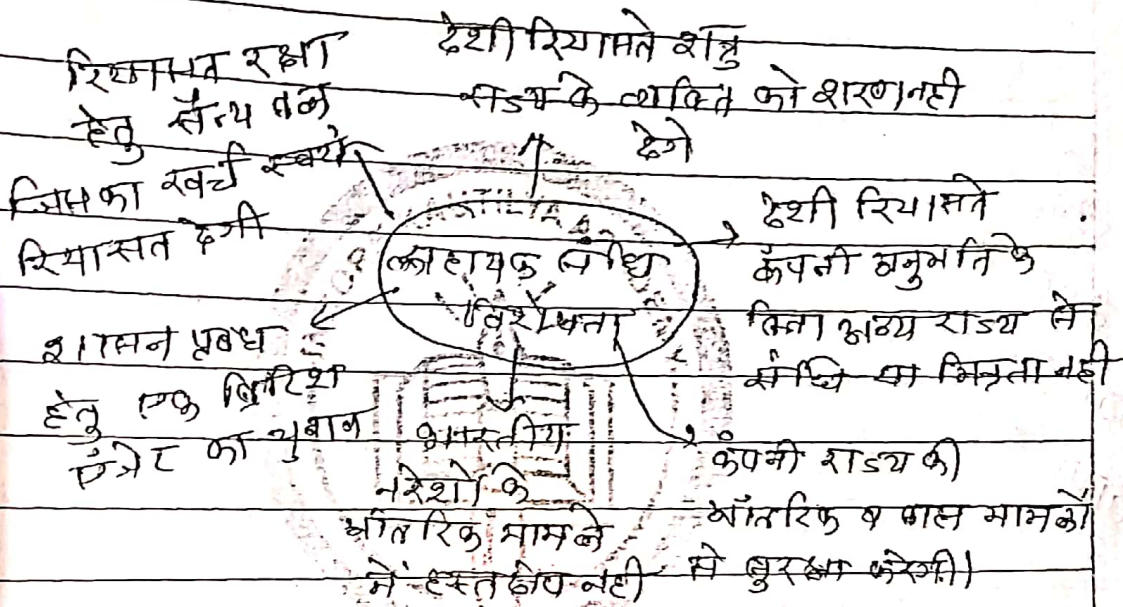 देशी रियासते शत्रु
राज्य के व्यक्ति को शरण नही
देगे
रियासत रक्षा
हेतु सैन्य बल
जिसका खर्च स्वयं
रियासत देगी
सहायक संधि
विशेषता
देशी रियासते
कंपनी अनुमति के
बिना अन्य राज्य से
संधि या मित्रता नही
शासन प्रबंध
हेतु एक ब्रिटिश
एजेंट का चुनाव
भारतीय
नरेशो के
आंतरिक मामले
मे हस्तक्षेप नही
कंपनी राज्य की
आंतरिक व बाह्य मामलों
से सुरक्षा करेगी।